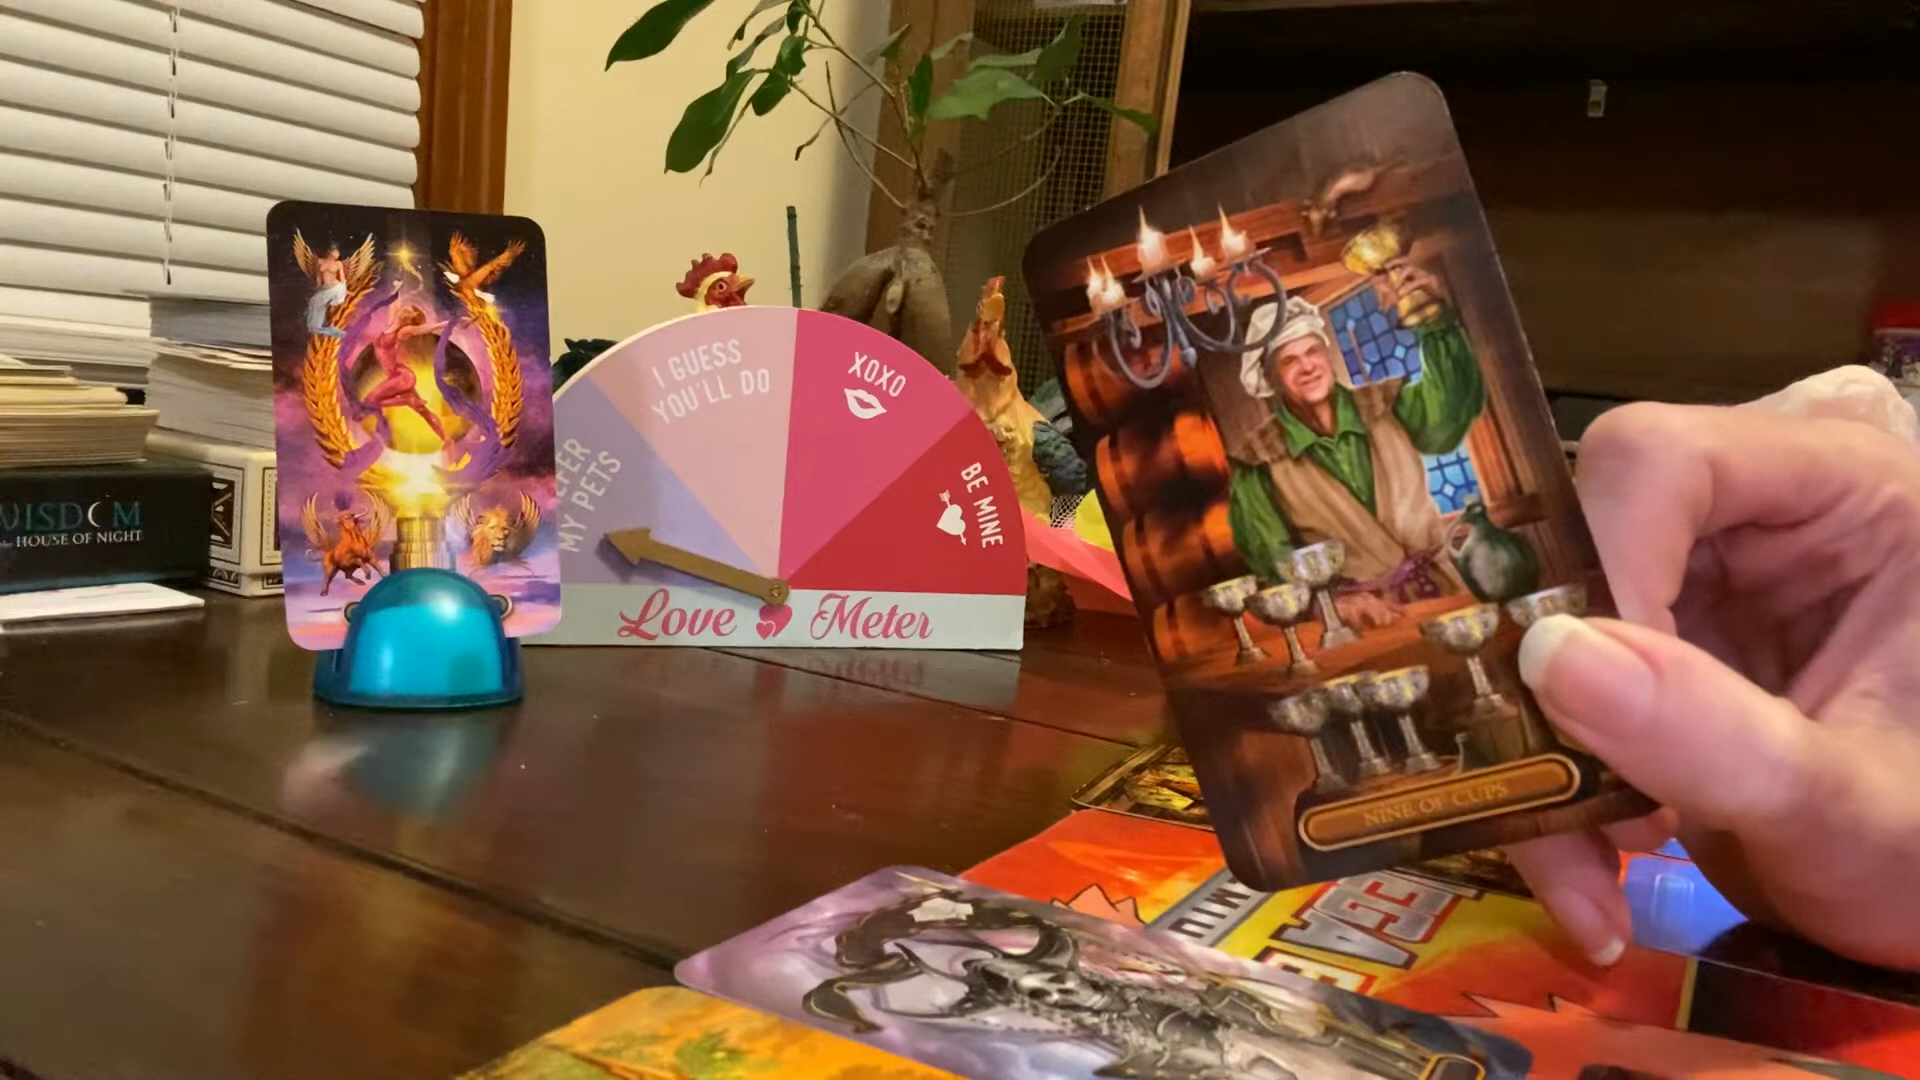 I GUESS
YOU'LL DO
XOXO
MY PETS
BE MINE
Love Meter
WISDOM
HOUSE OF NIGHT
NINE OF CUPS